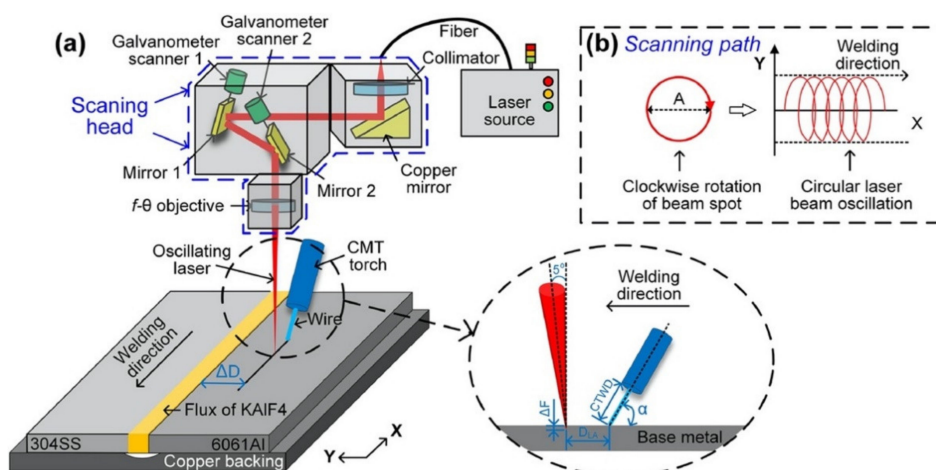 (a)
Galvanometer
scanner 2
Galvanometer
scanner 1
Fiber
Collimator
Scaning
head
Laser
source
Mirror 1
Mirror 2
Copper
mirror
f-θ objective
Oscillating
laser
CMT
torch
Wire
Welding
direction
ΔD
Flux of KAlF4
304SS
6061Al
Copper backing
X
Y
(b)
Scanning path
A
Clockwise rotation
of beam spot
Y
Welding
direction
X
Circular laser
beam oscillation
5°
Welding
direction
CTWD
ΔF
α
D_LA
Base metal